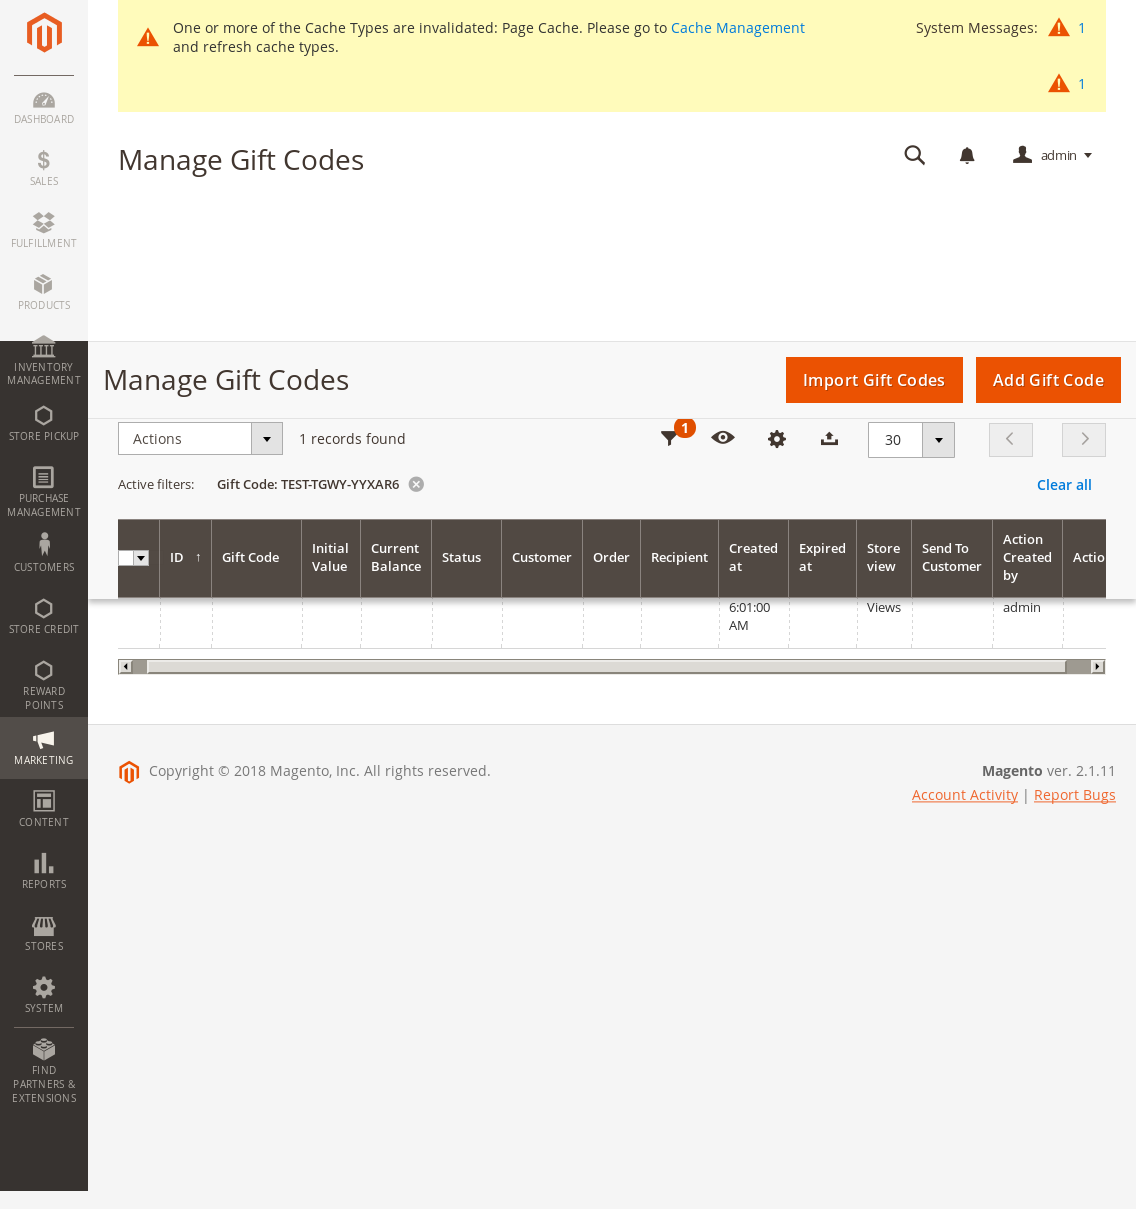 One or more of the Cache Types are invalidated: Page Cache. Please go to Cache Management
and refresh cache types.
System Messages: 1
1
Manage Gift Codes
admin
DASHBOARD
SALES
FULFILLMENT
PRODUCTS
INVENTORY
MANAGEMENT
STORE PICKUP
PURCHASE
MANAGEMENT
CUSTOMERS
STORE CREDIT
REWARD
POINTS
MARKETING
CONTENT
REPORTS
STORES
SYSTEM
FIND
PARTNERS &
EXTENSIONS
Manage Gift Codes
Import Gift Codes
Add Gift Code
Actions
1 records found
1
30
Active filters:
Gift Code: TEST-TGWY-YYXAR6
Clear all
ID ↑
Gift Code
Initial
Value
Current
Balance
Status
Customer
Order
Recipient
Created
at
Expired
at
Store
view
Send To
Customer
Action
Created
by
Actio
6:01:00
AM
Views
admin
Copyright © 2018 Magento, Inc. All rights reserved.
Magento ver. 2.1.11
Account Activity | Report Bugs